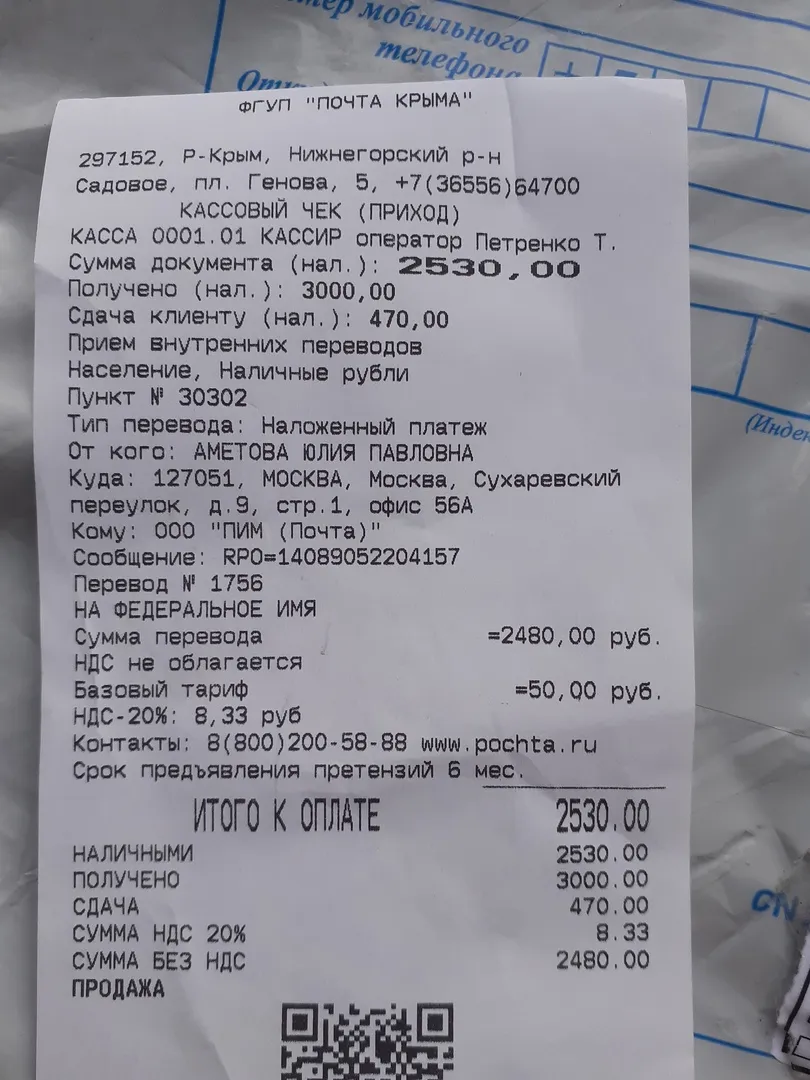 мобильного
телефона
ФГУП "ПОЧТА КРЫМА"
297152, Р-Крым, Нижнегорский р-н
Садовое, пл. Генова, 5, +7(36556)64700
КАССОВЫЙ ЧЕК (ПРИХОД)
КАССА 0001.01 КАССИР оператор Петренко Т.
Сумма документа (нал.): 2530,00
Получено (нал.): 3000,00
Сдача клиенту (нал.): 470,00
Прием внутренних переводов
Население, Наличные рубли
Пункт № 30302
Тип перевода: Наложенный платеж
От кого: АМЕТОВА ЮЛИЯ ПАВЛОВНА
Куда: 127051, МОСКВА, Москва, Сухаревский
переулок, д.9, стр.1, офис 56А
Кому: ООО "ПИМ (Почта)"
Сообщение: RPO=14089052204157
Перевод № 1756
НА ФЕДЕРАЛЬНОЕ ИМЯ
Сумма перевода =2480,00 руб.
НДС не облагается
Базовый тариф =50,00 руб.
НДС-20%: 8,33 руб
Контакты: 8(800)200-58-88 www.pochta.ru
Срок предъявления претензий 6 мес.
ИТОГО К ОПЛАТЕ 2530.00
НАЛИЧНЫМИ 2530.00
ПОЛУЧЕНО 3000.00
СДАЧА 470.00
СУММА НДС 20% 8.33
СУММА БЕЗ НДС 2480.00
ПРОДАЖА